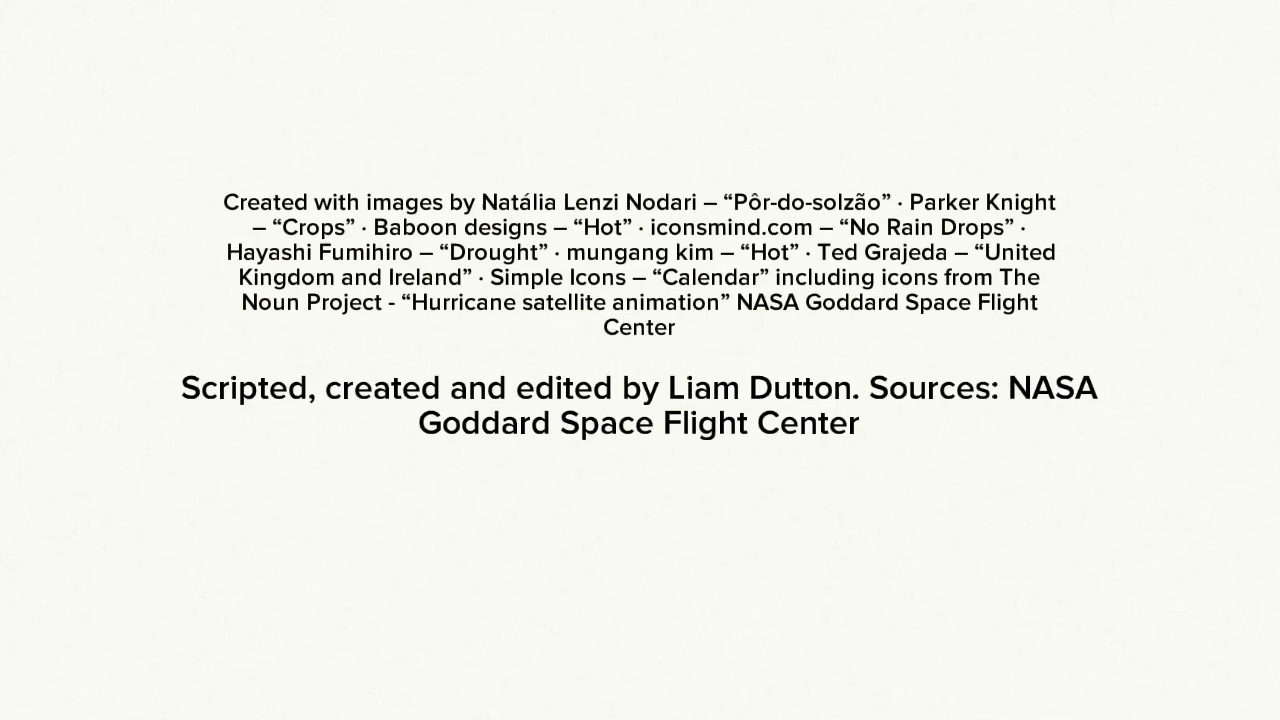 Created with images by Natália Lenzi Nodari – “Pôr-do-solzão” · Parker Knight
– “Crops” · Baboon designs – “Hot” · iconsmind.com – “No Rain Drops” ·
Hayashi Fumihiro – “Drought” · mungang kim – “Hot” · Ted Grajeda – “United
Kingdom and Ireland” · Simple Icons – “Calendar” including icons from The
Noun Project - “Hurricane satellite animation” NASA Goddard Space Flight
Center
Scripted, created and edited by Liam Dutton. Sources: NASA
Goddard Space Flight Center